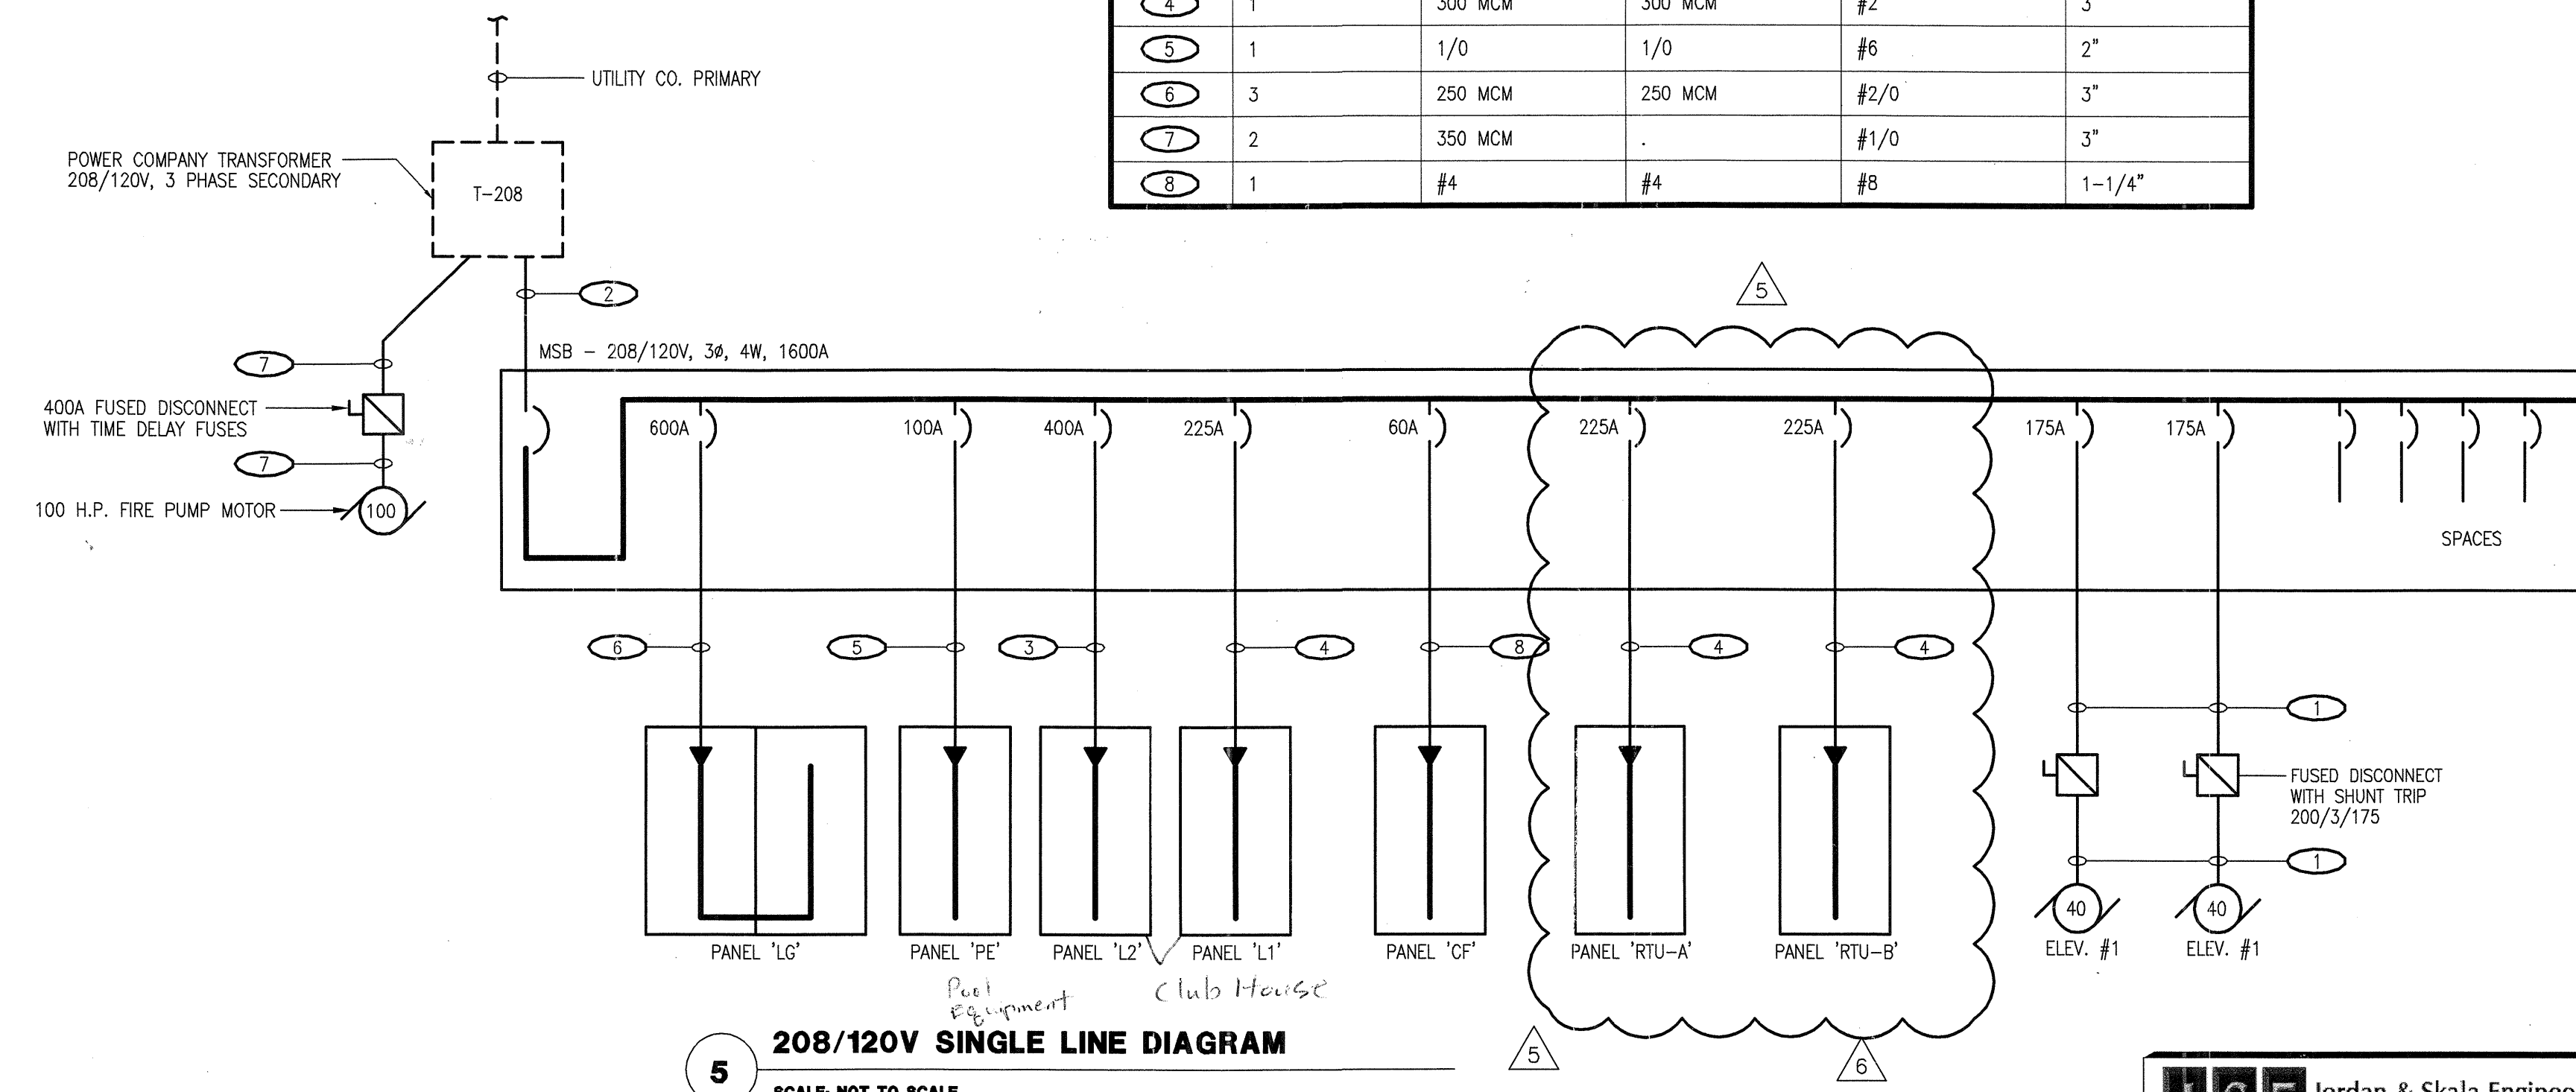 4 1 300 MCM 300 MCM #2 3"
5 1 1/0 1/0 #6 2"
6 3 250 MCM 250 MCM #2/0 3"
7 2 350 MCM . #1/0 3"
8 1 #4 #4 #8 1-1/4"
UTILITY CO. PRIMARY
POWER COMPANY TRANSFORMER
208/120V, 3 PHASE SECONDARY
T-208
2
5
7
MSB - 208/120V, 3ø, 4W, 1600A
400A FUSED DISCONNECT
WITH TIME DELAY FUSES
7
100 H.P. FIRE PUMP MOTOR
100
600A 100A 400A 225A 60A 225A 225A 175A 175A
SPACES
6 5 3 4 8 4 4
1
FUSED DISCONNECT
WITH SHUNT TRIP
200/3/175
1
40 40
PANEL 'LG' PANEL 'PE' PANEL 'L2' PANEL 'L1' PANEL 'CF' PANEL 'RTU-A' PANEL 'RTU-B' ELEV. #1 ELEV. #1
Pool
Equipment
Club House
5
208/120V SINGLE LINE DIAGRAM
SCALE: NOT TO SCALE
5
6
Jordan & Skala Engineers